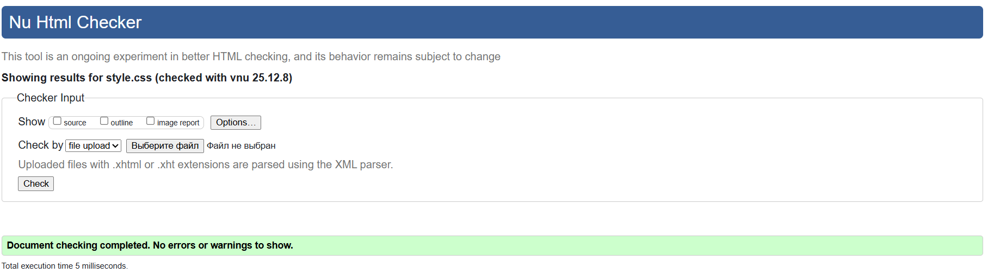 Nu Html Checker
This tool is an ongoing experiment in better HTML checking, and its behavior remains subject to change
Showing results for style.css (checked with vnu 25.12.8)
Checker Input
Show source outline image report Options...
Check by file upload Выберите файл Файл не выбран
Uploaded files with .xhtml or .xht extensions are parsed using the XML parser.
Check
Document checking completed. No errors or warnings to show.
Total execution time 5 milliseconds.